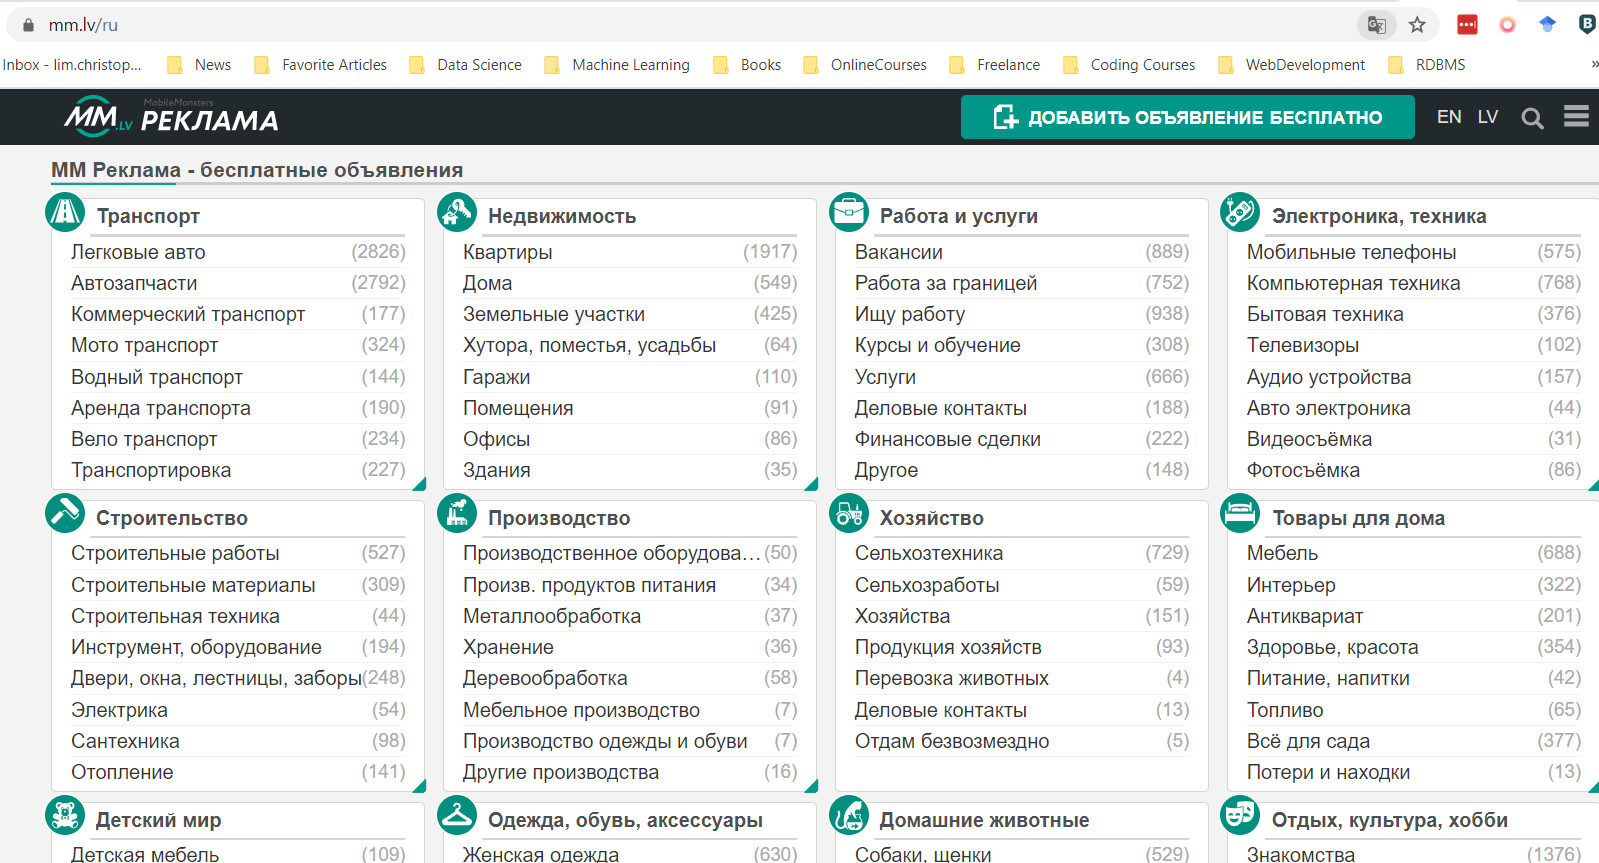 mm.lv/ru
Inbox - lim.christop...
News
Favorite Articles
Data Science
Machine Learning
Books
OnlineCourses
Freelance
Coding Courses
WebDevelopment
RDBMS
»
MM.LV
MobileMonsters
РЕКЛАМА
ДОБАВИТЬ ОБЪЯВЛЕНИЕ БЕСПЛАТНО
EN LV
ММ Реклама - бесплатные объявления
Транспорт
Легковые авто (2826)
Автозапчасти (2792)
Коммерческий транспорт (177)
Мото транспорт (324)
Водный транспорт (144)
Аренда транспорта (190)
Вело транспорт (234)
Транспортировка (227)
Недвижимость
Квартиры (1917)
Дома (549)
Земельные участки (425)
Хутора, поместья, усадьбы (64)
Гаражи (110)
Помещения (91)
Офисы (86)
Здания (35)
Работа и услуги
Вакансии (889)
Работа за границей (752)
Ищу работу (938)
Курсы и обучение (308)
Услуги (666)
Деловые контакты (188)
Финансовые сделки (222)
Другое (148)
Электроника, техника
Мобильные телефоны (575)
Компьютерная техника (768)
Бытовая техника (376)
Телевизоры (102)
Аудио устройства (157)
Авто электроника (44)
Видеосъёмка (31)
Фотосъёмка (86)
Строительство
Строительные работы (527)
Строительные материалы (309)
Строительная техника (44)
Инструмент, оборудование (194)
Двери, окна, лестницы, заборы (248)
Электрика (54)
Сантехника (98)
Отопление (141)
Производство
Производственное оборудова... (50)
Произв. продуктов питания (34)
Металлообработка (37)
Хранение (36)
Деревообработка (58)
Мебельное производство (7)
Производство одежды и обуви (7)
Другие производства (16)
Хозяйство
Сельхозтехника (729)
Сельхозработы (59)
Хозяйства (151)
Продукция хозяйств (93)
Перевозка животных (4)
Деловые контакты (13)
Отдам безвозмездно (5)
Товары для дома
Мебель (688)
Интерьер (322)
Антиквариат (201)
Здоровье, красота (354)
Питание, напитки (42)
Топливо (65)
Всё для сада (377)
Потери и находки (13)
Детский мир
Детская мебель (109)
Одежда, обувь, аксессуары
Женская одежда (630)
Домашние животные
Собаки, щенки (529)
Отдых, культура, хобби
Знакомства (1376)